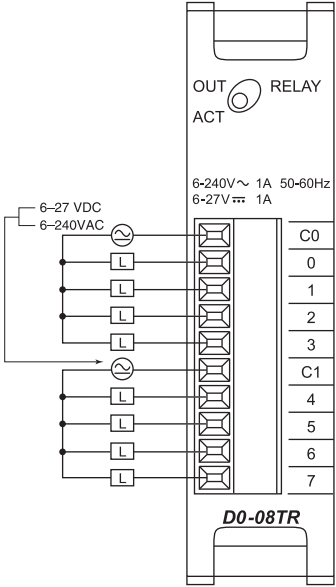 OUT RELAY
ACT
6-240V∼ 1A 50-60Hz
6-27V⎓ 1A
6–27 VDC
6–240VAC
C0
L 0
L 1
L 2
L 3
C1
L 4
L 5
L 6
L 7
D0-08TR